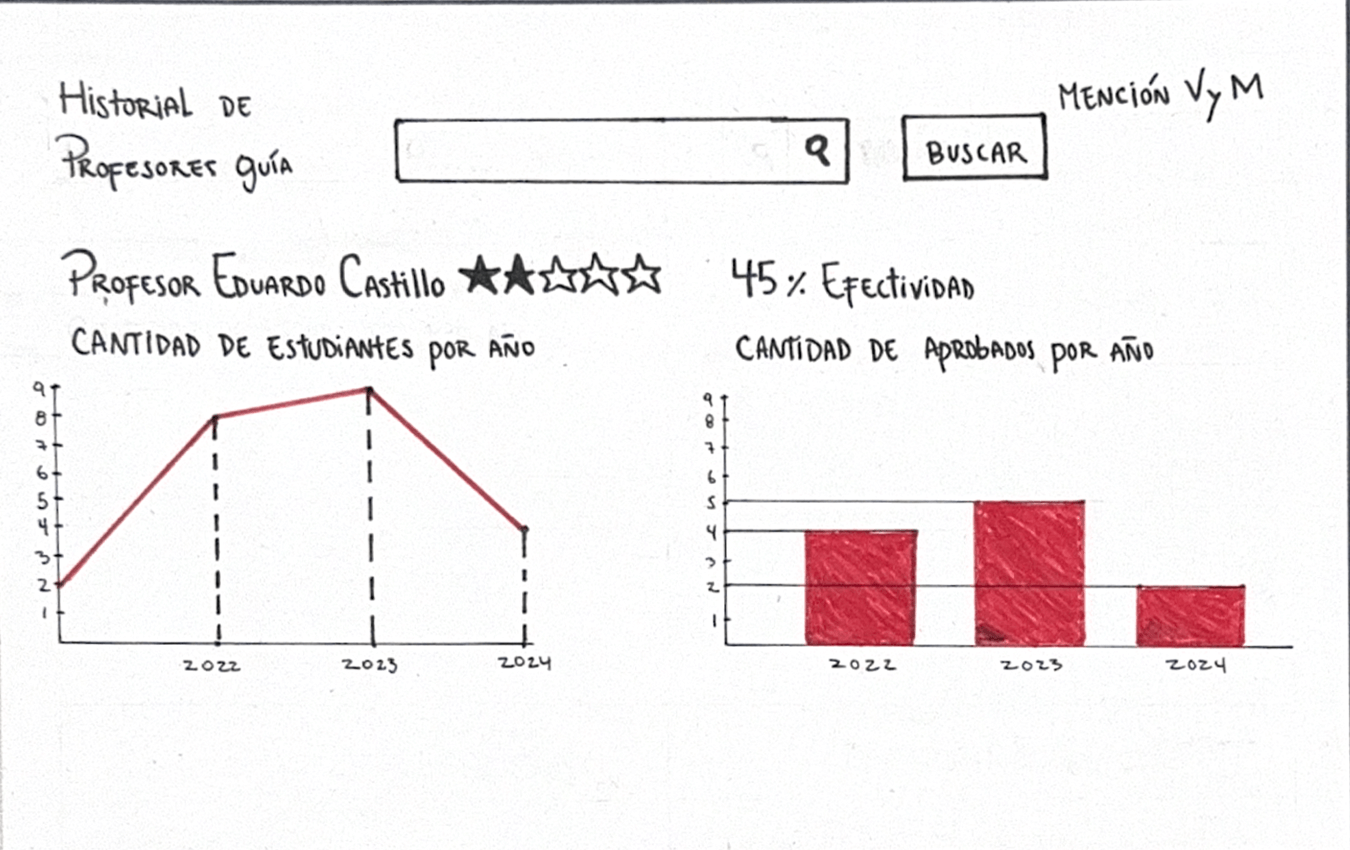 Historial de
Profesores guía
BUSCAR
Mención V y M
Profesor Eduardo Castillo
45% Efectividad
Cantidad de estudiantes por año
Cantidad de aprobados por año
9
8
7
6
5
4
3
2
1
2022 2023 2024
9
8
7
6
5
4
3
2
1
2022 2023 2024